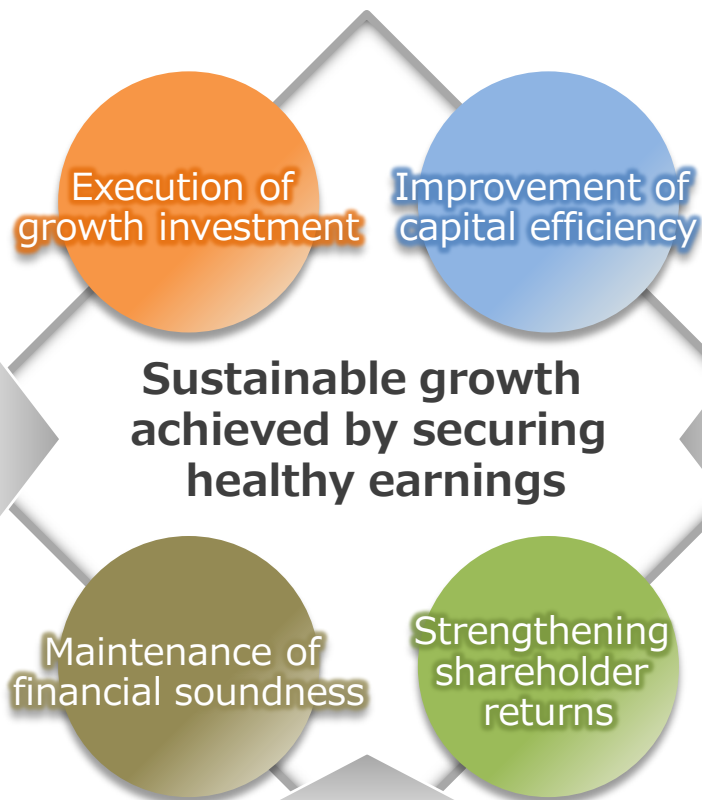 Execution of
growth investment
Improvement of
capital efficiency
Sustainable growth
achieved by securing
healthy earnings
Maintenance of
financial soundness
Strengthening
shareholder
returns